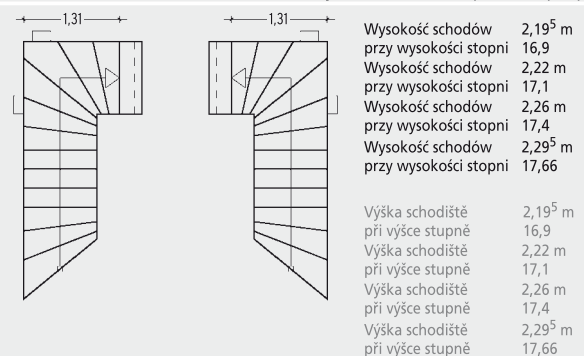 1,31
1,31
Wysokość schodów 2,19⁵ m
przy wysokości stopni 16,9
Wysokość schodów 2,22 m
przy wysokości stopni 17,1
Wysokość schodów 2,26 m
przy wysokości stopni 17,4
Wysokość schodów 2,29⁵ m
przy wysokości stopni 17,66
Výška schodiště 2,19⁵ m
při výšce stupně 16,9
Výška schodiště 2,22 m
při výšce stupně 17,1
Výška schodiště 2,26 m
při výšce stupně 17,4
Výška schodiště 2,29⁵ m
při výšce stupně 17,66